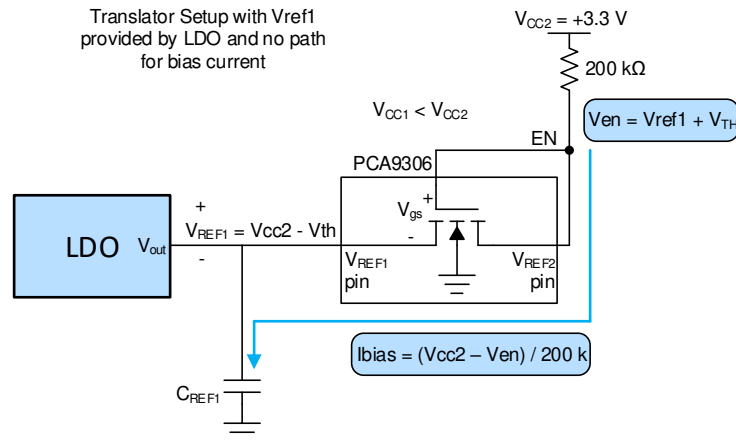 Translator Setup with Vref1
provided by LDO and no path
for bias current
VCC2 = +3.3 V
200 kΩ
VCC1 < VCC2
Ven = Vref1 + VTH
EN
PCA9306
+
Vgs
-
+
VREF1 = Vcc2 - Vth
-
LDO
Vout
VREF1
pin
VREF2
pin
Ibias = (Vcc2 – Ven) / 200 k
CREF1